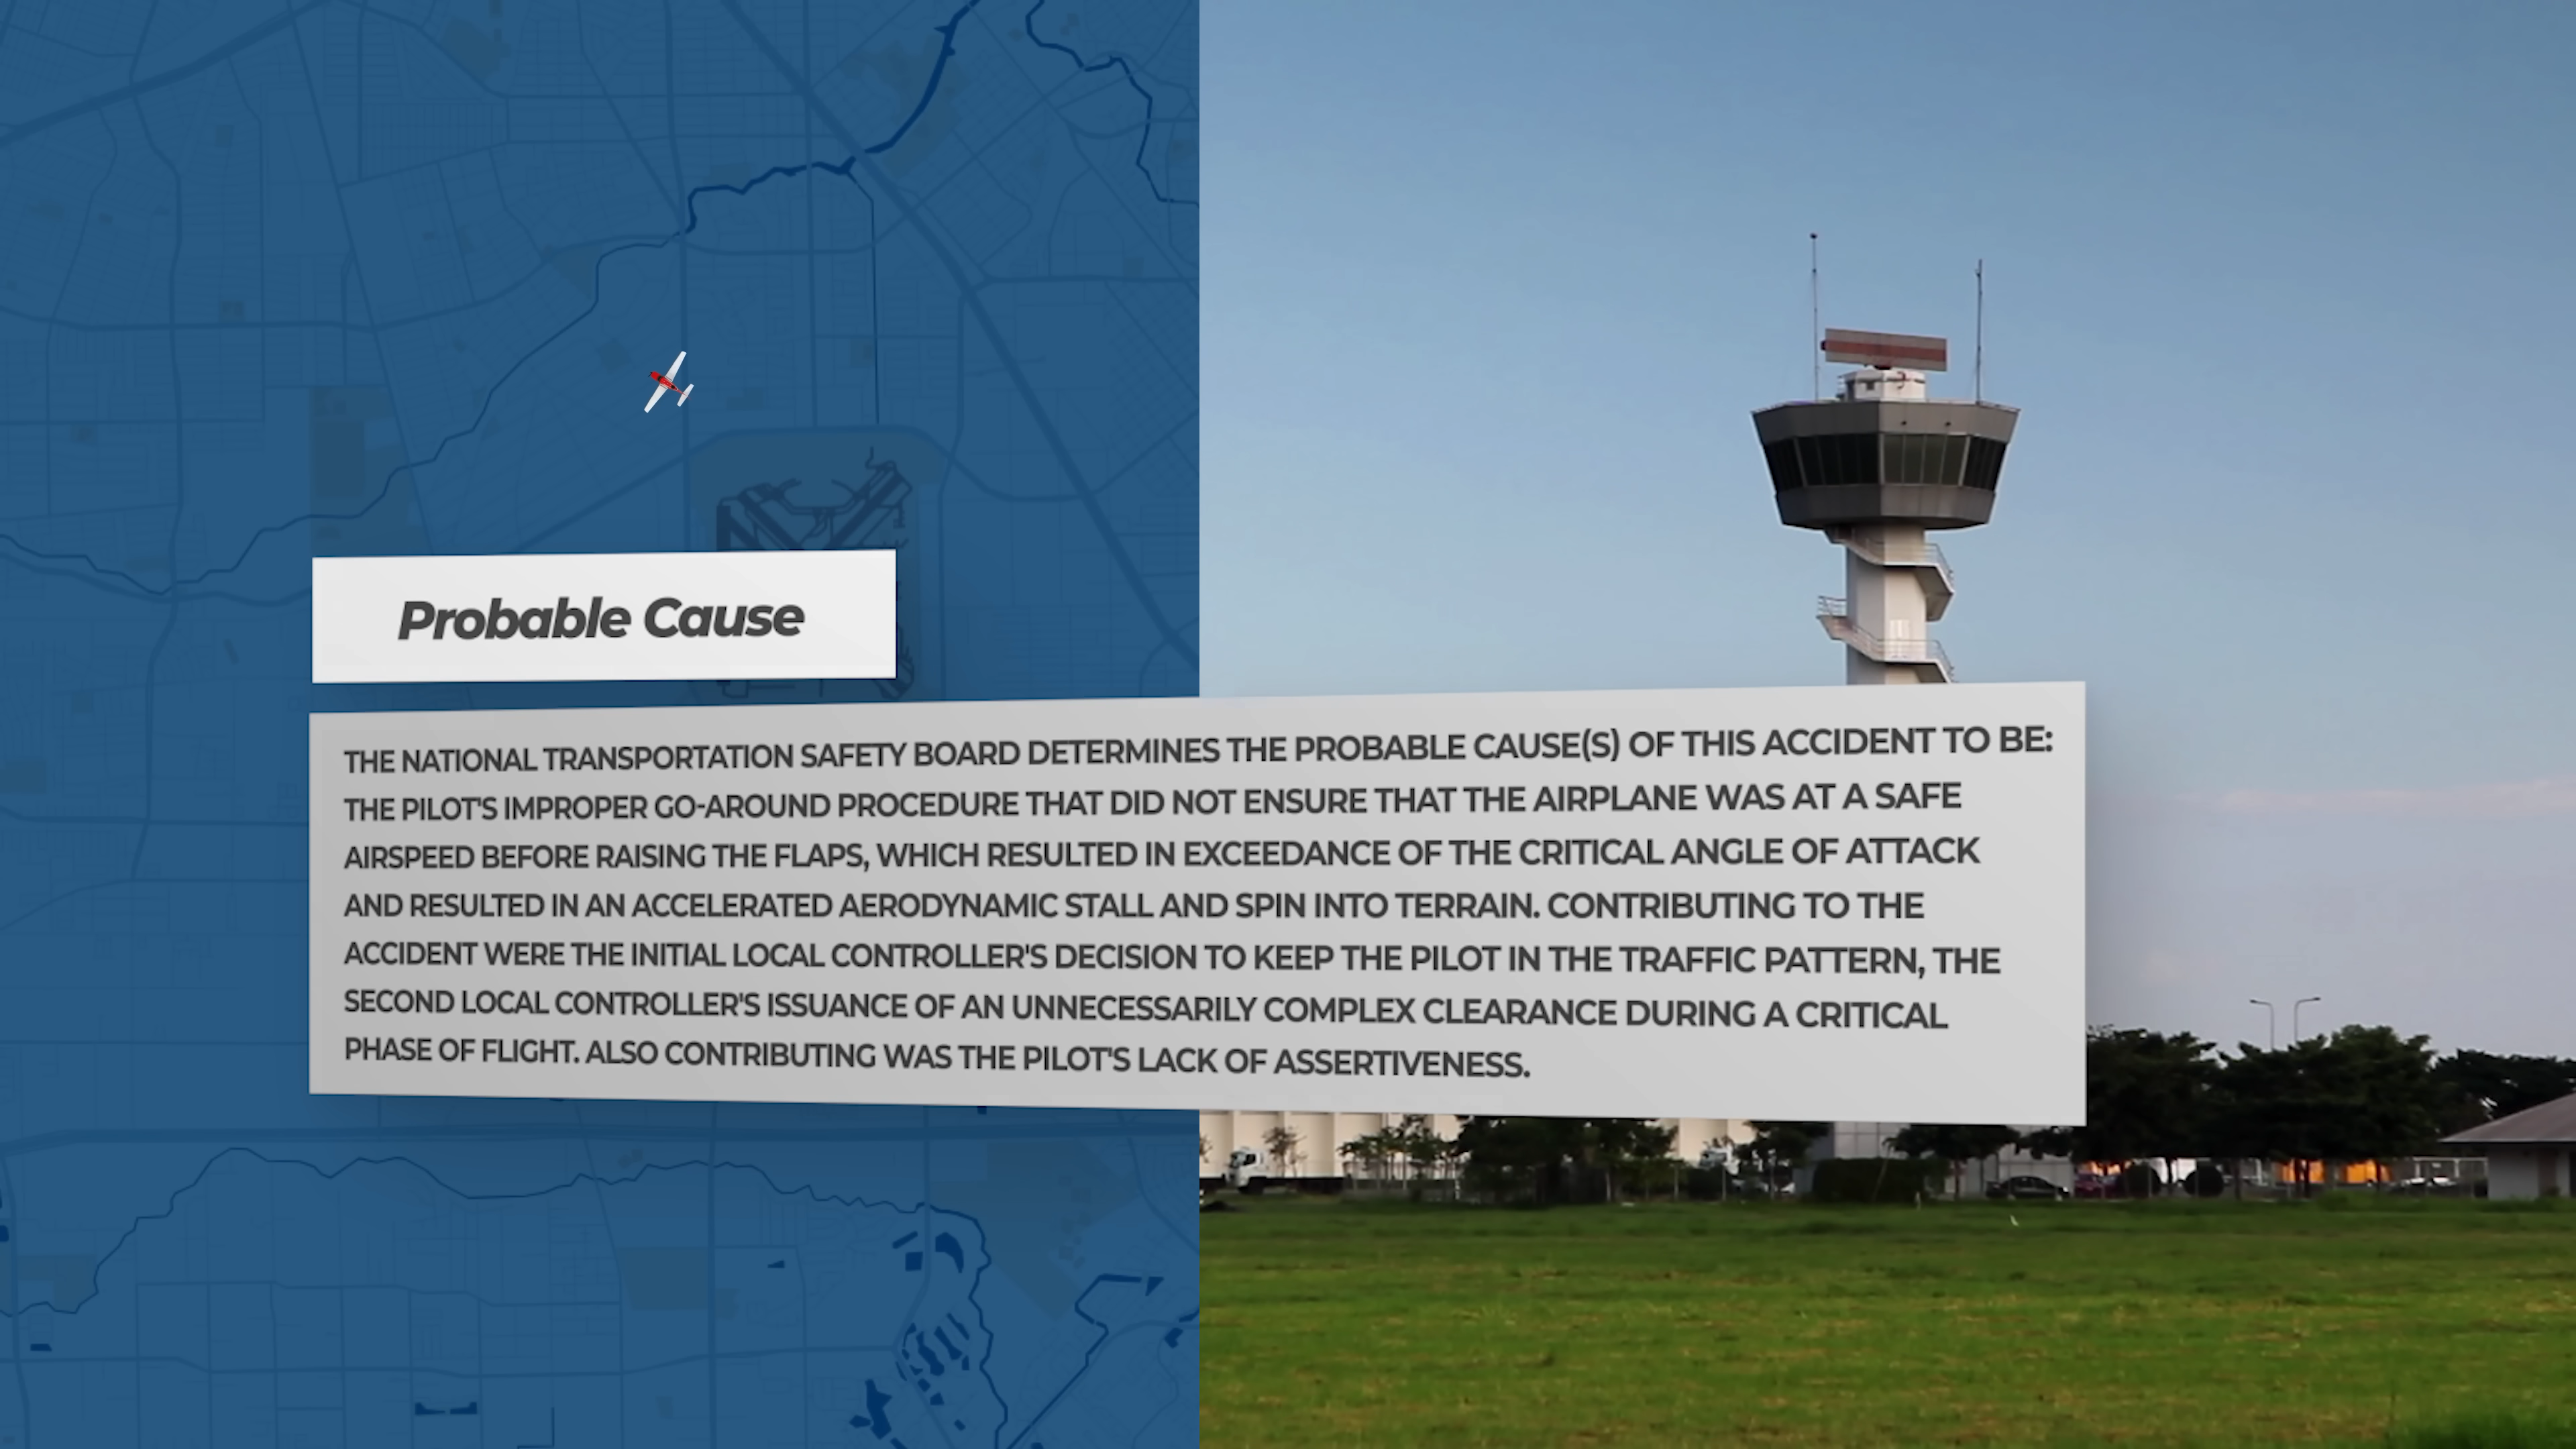 Probable Cause
THE NATIONAL TRANSPORTATION SAFETY BOARD DETERMINES THE PROBABLE CAUSE(S) OF THIS ACCIDENT TO BE:
THE PILOT'S IMPROPER GO-AROUND PROCEDURE THAT DID NOT ENSURE THAT THE AIRPLANE WAS AT A SAFE
AIRSPEED BEFORE RAISING THE FLAPS, WHICH RESULTED IN EXCEEDANCE OF THE CRITICAL ANGLE OF ATTACK
AND RESULTED IN AN ACCELERATED AERODYNAMIC STALL AND SPIN INTO TERRAIN. CONTRIBUTING TO THE
ACCIDENT WERE THE INITIAL LOCAL CONTROLLER'S DECISION TO KEEP THE PILOT IN THE TRAFFIC PATTERN, THE
SECOND LOCAL CONTROLLER'S ISSUANCE OF AN UNNECESSARILY COMPLEX CLEARANCE DURING A CRITICAL
PHASE OF FLIGHT. ALSO CONTRIBUTING WAS THE PILOT'S LACK OF ASSERTIVENESS.